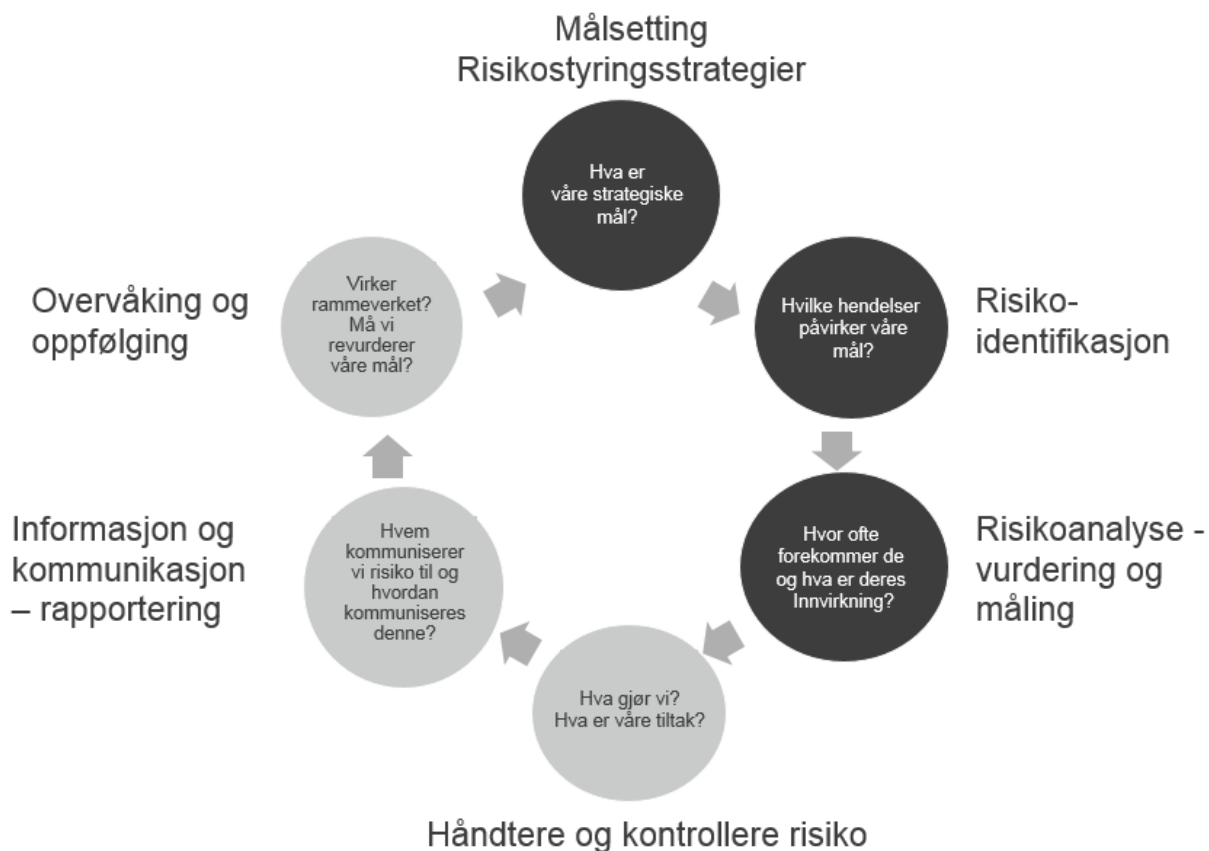 Målsetting
Risikostyringsstrategier
Hva er
våre strategiske
mål?
Hvilke hendelser
påvirker våre
mål?
Risiko-
identifikasjon
Hvor ofte
forekommer de
og hva er deres
Innvirkning?
Risikoanalyse -
vurdering og
måling
Hva gjør vi?
Hva er våre tiltak?
Håndtere og kontrollere risiko
Hvem
kommuniserer
vi risiko til og
hvordan
kommuniseres
denne?
Informasjon og
kommunikasjon
– rapportering
Virker
rammeverket?
Må vi
revurderer
våre mål?
Overvåking og
oppfølging